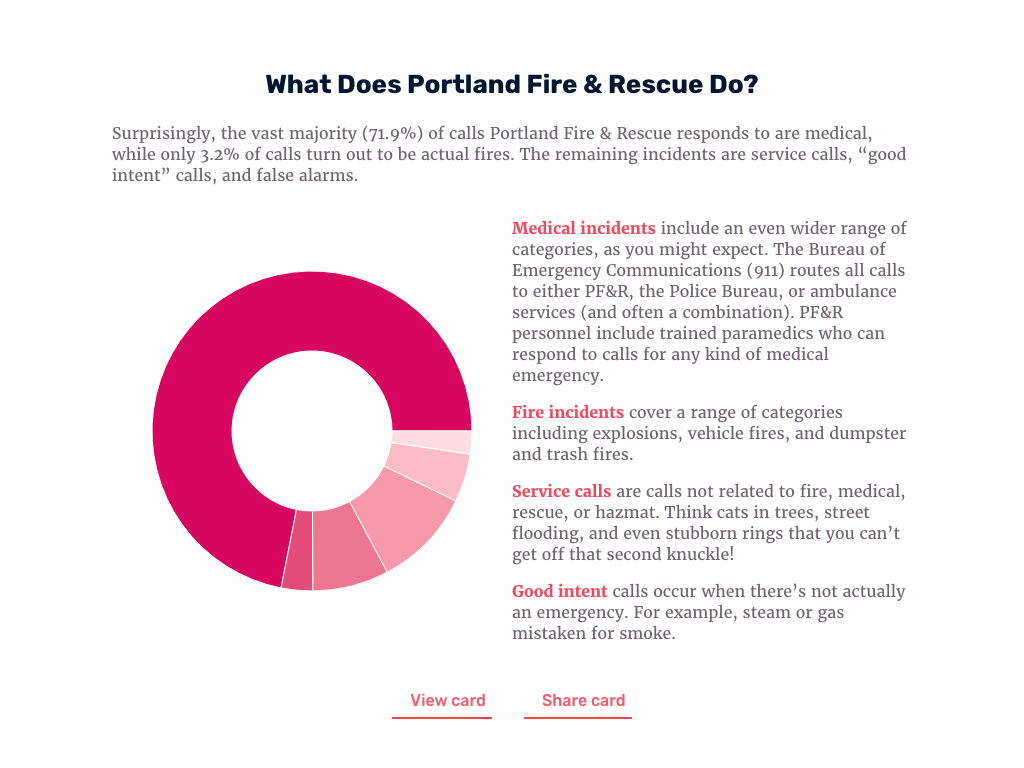 What Does Portland Fire & Rescue Do?
Surprisingly, the vast majority (71.9%) of calls Portland Fire & Rescue responds to are medical,
while only 3.2% of calls turn out to be actual fires. The remaining incidents are service calls, “good
intent” calls, and false alarms.
Medical incidents include an even wider range of
categories, as you might expect. The Bureau of
Emergency Communications (911) routes all calls
to either PF&R, the Police Bureau, or ambulance
services (and often a combination). PF&R
personnel include trained paramedics who can
respond to calls for any kind of medical
emergency.
Fire incidents cover a range of categories
including explosions, vehicle fires, and dumpster
and trash fires.
Service calls are calls not related to fire, medical,
rescue, or hazmat. Think cats in trees, street
flooding, and even stubborn rings that you can’t
get off that second knuckle!
Good intent calls occur when there’s not actually
an emergency. For example, steam or gas
mistaken for smoke.
View card
Share card